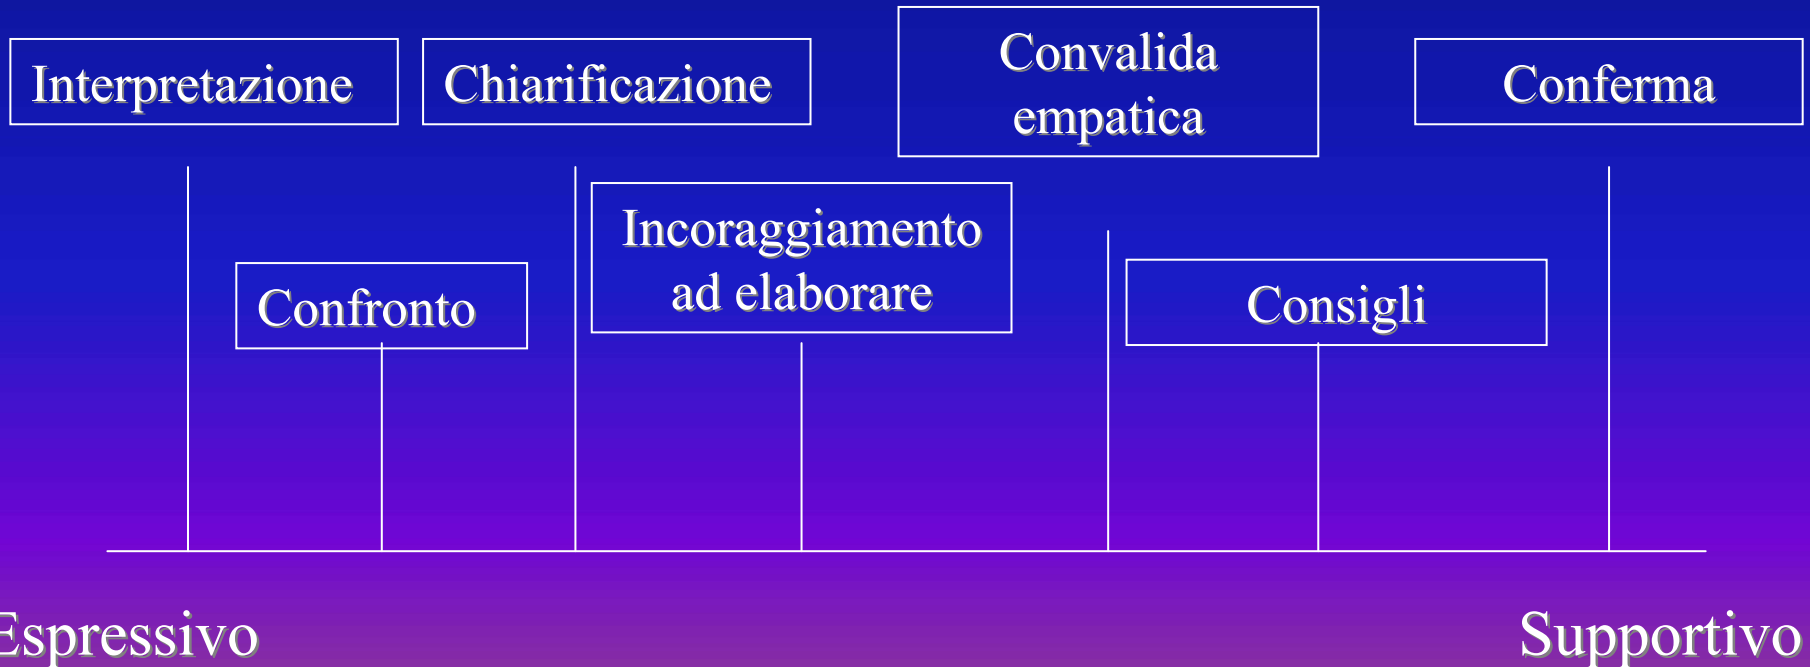 Interpretazione
Chiarificazione
Convalida
empatica
Conferma
Confronto
Incoraggiamento
ad elaborare
Consigli
Espressivo
Supportivo